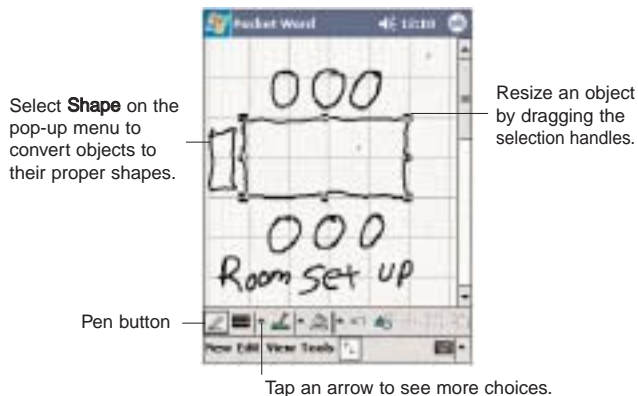 Pocket Word
Select Shape on the
pop-up menu to
convert objects to
their proper shapes.
Resize an object
by dragging the
selection handles.
Room set up
Pen button
New Edit View Tools
Tap an arrow to see more choices.